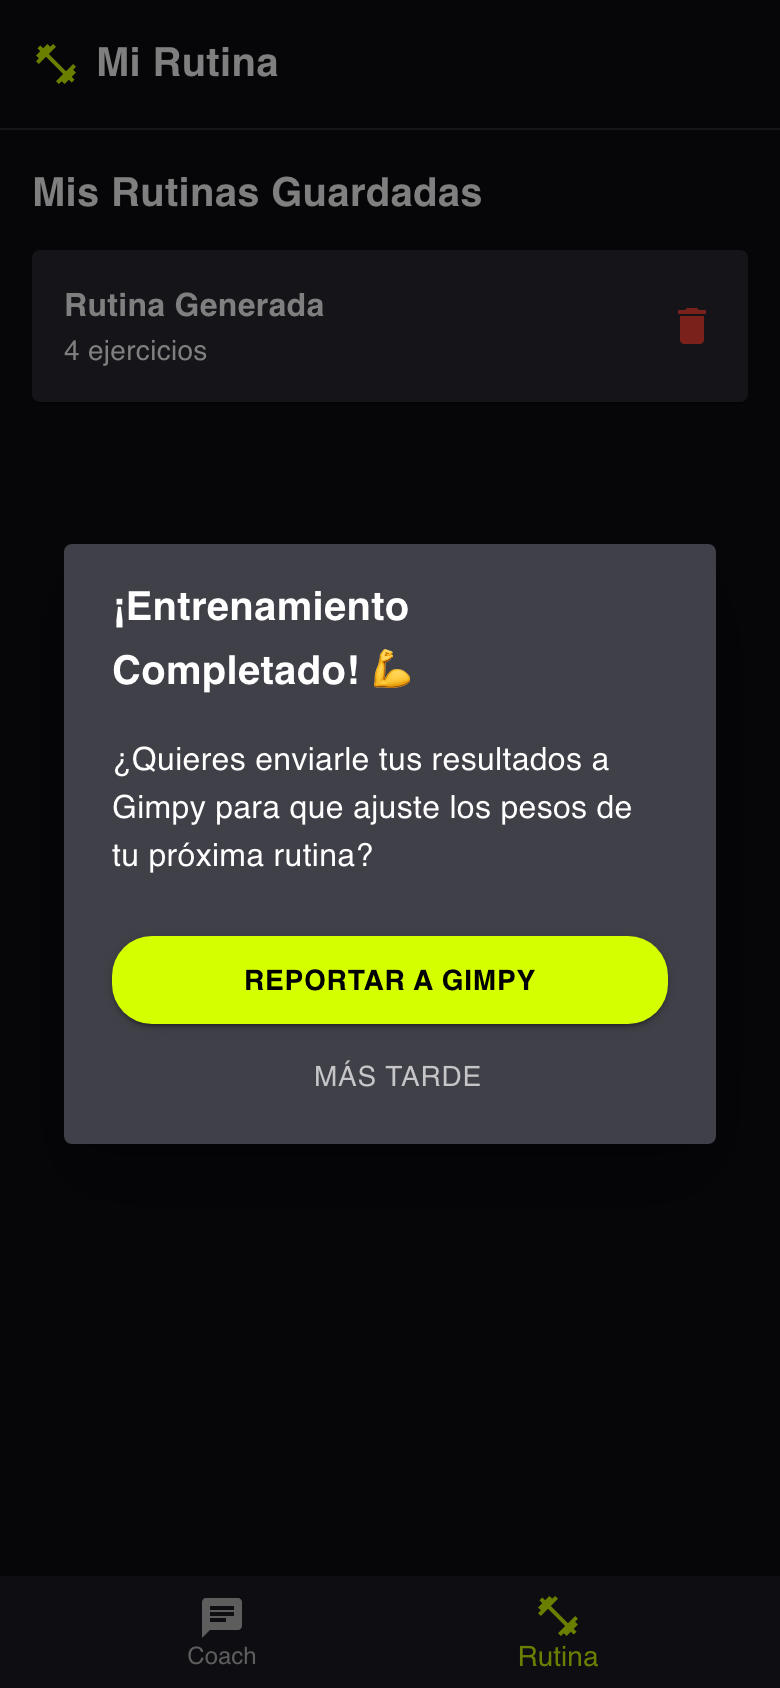 Mi Rutina
Mis Rutinas Guardadas
Rutina Generada
4 ejercicios
¡Entrenamiento
Completado! 💪
¿Quieres enviarle tus resultados a
Gimpy para que ajuste los pesos de
tu próxima rutina?
REPORTAR A GIMPY
MÁS TARDE
Coach
Rutina